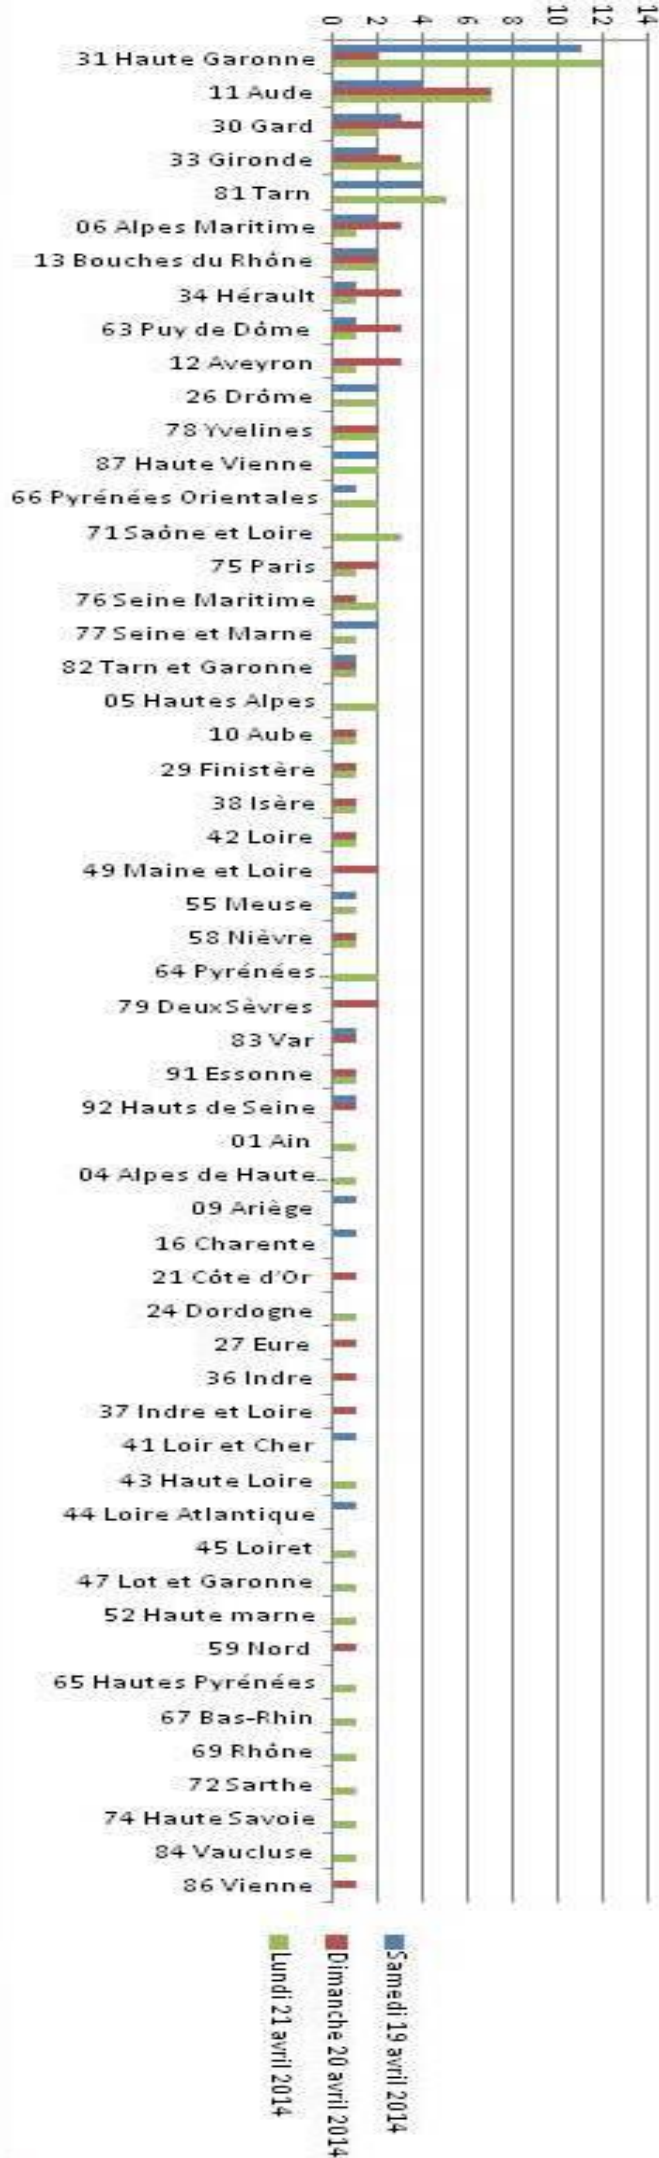 0
2
4
6
8
10
12
14
31 Haute Garonne
11 Aude
30 Gard
33 Gironde
81 Tarn
06 Alpes Maritime
13 Bouches du Rhône
34 Hérault
63 Puy de Dôme
12 Aveyron
26 Drôme
78 Yvelines
87 Haute Vienne
66 Pyrénées Orientales
71 Saône et Loire
75 Paris
76 Seine Maritime
77 Seine et Marne
82 Tarn et Garonne
05 Hautes Alpes
10 Aube
29 Finistère
38 Isère
42 Loire
49 Maine et Loire
55 Meuse
58 Nièvre
64 Pyrénées...
79 Deux Sèvres
83 Var
91 Essonne
92 Hauts de Seine
01 Ain
04 Alpes de Haute...
09 Ariège
16 Charente
21 Côte d'Or
24 Dordogne
27 Eure
36 Indre
37 Indre et Loire
41 Loir et Cher
43 Haute Loire
44 Loire Atlantique
45 Loiret
47 Lot et Garonne
52 Haute marne
59 Nord
65 Hautes Pyrénées
67 Bas-Rhin
69 Rhône
72 Sarthe
74 Haute Savoie
84 Vaucluse
86 Vienne
Samedi 19 avril 2014
Dimanche 20 avril 2014
Lundi 21 avril 2014